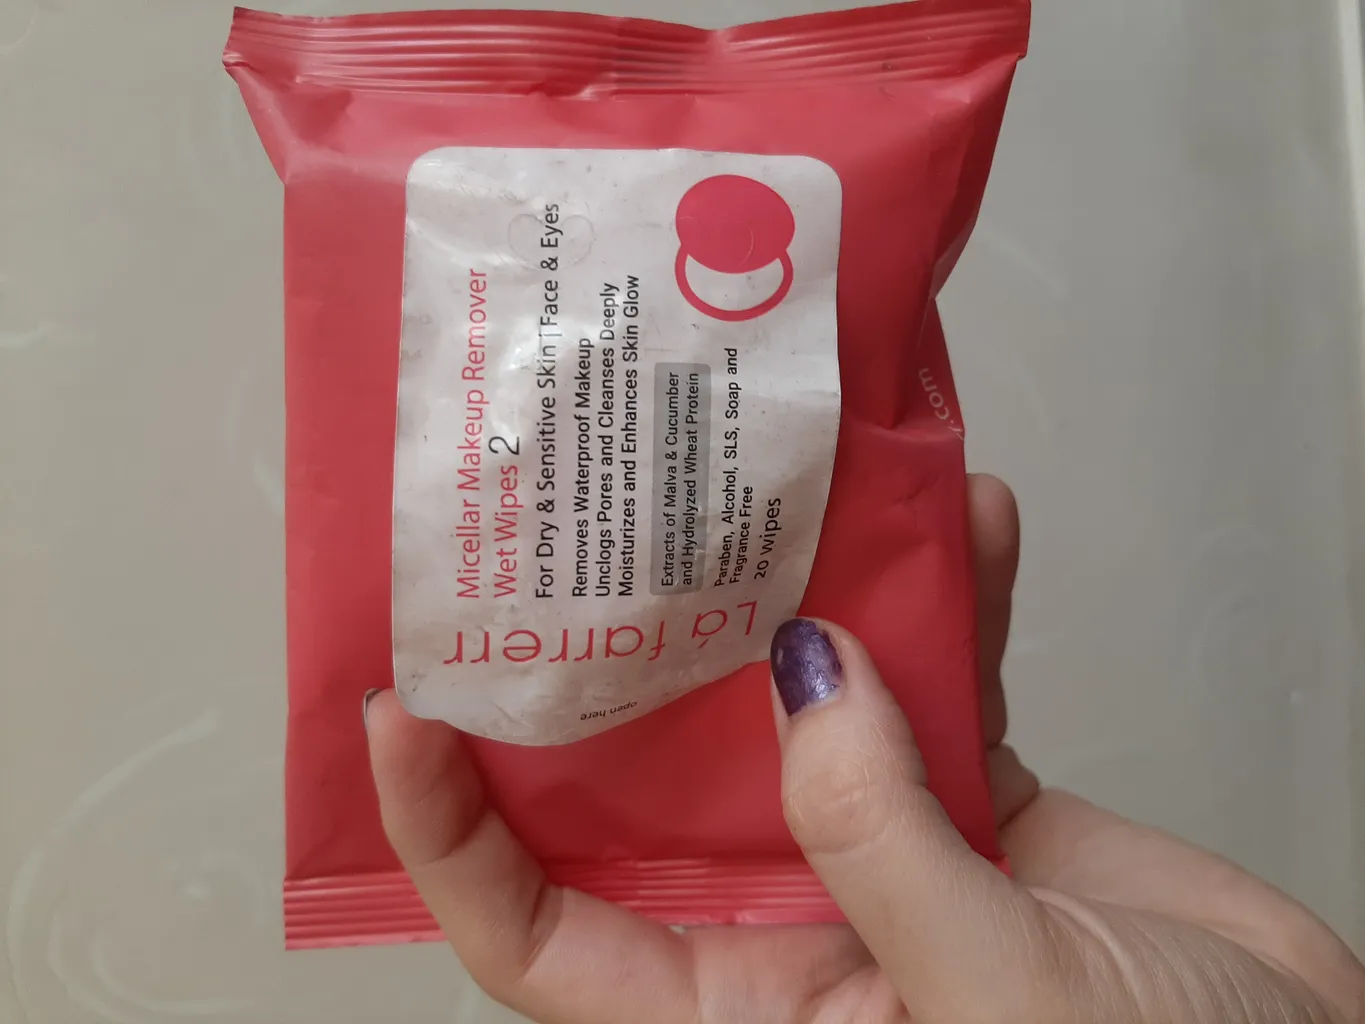 Lá farrerr
Micellar Makeup Remover
Wet Wipes 2
For Dry & Sensitive Skin | Face & Eyes
Removes Waterproof Makeup
Unclogs Pores and Cleanses Deeply
Moisturizes and Enhances Skin Glow
Extracts of Malva & Cucumber
and Hydrolyzed Wheat Protein
Paraben, Alcohol, SLS, Soap and
Fragrance Free
20 wipes
open here
.com